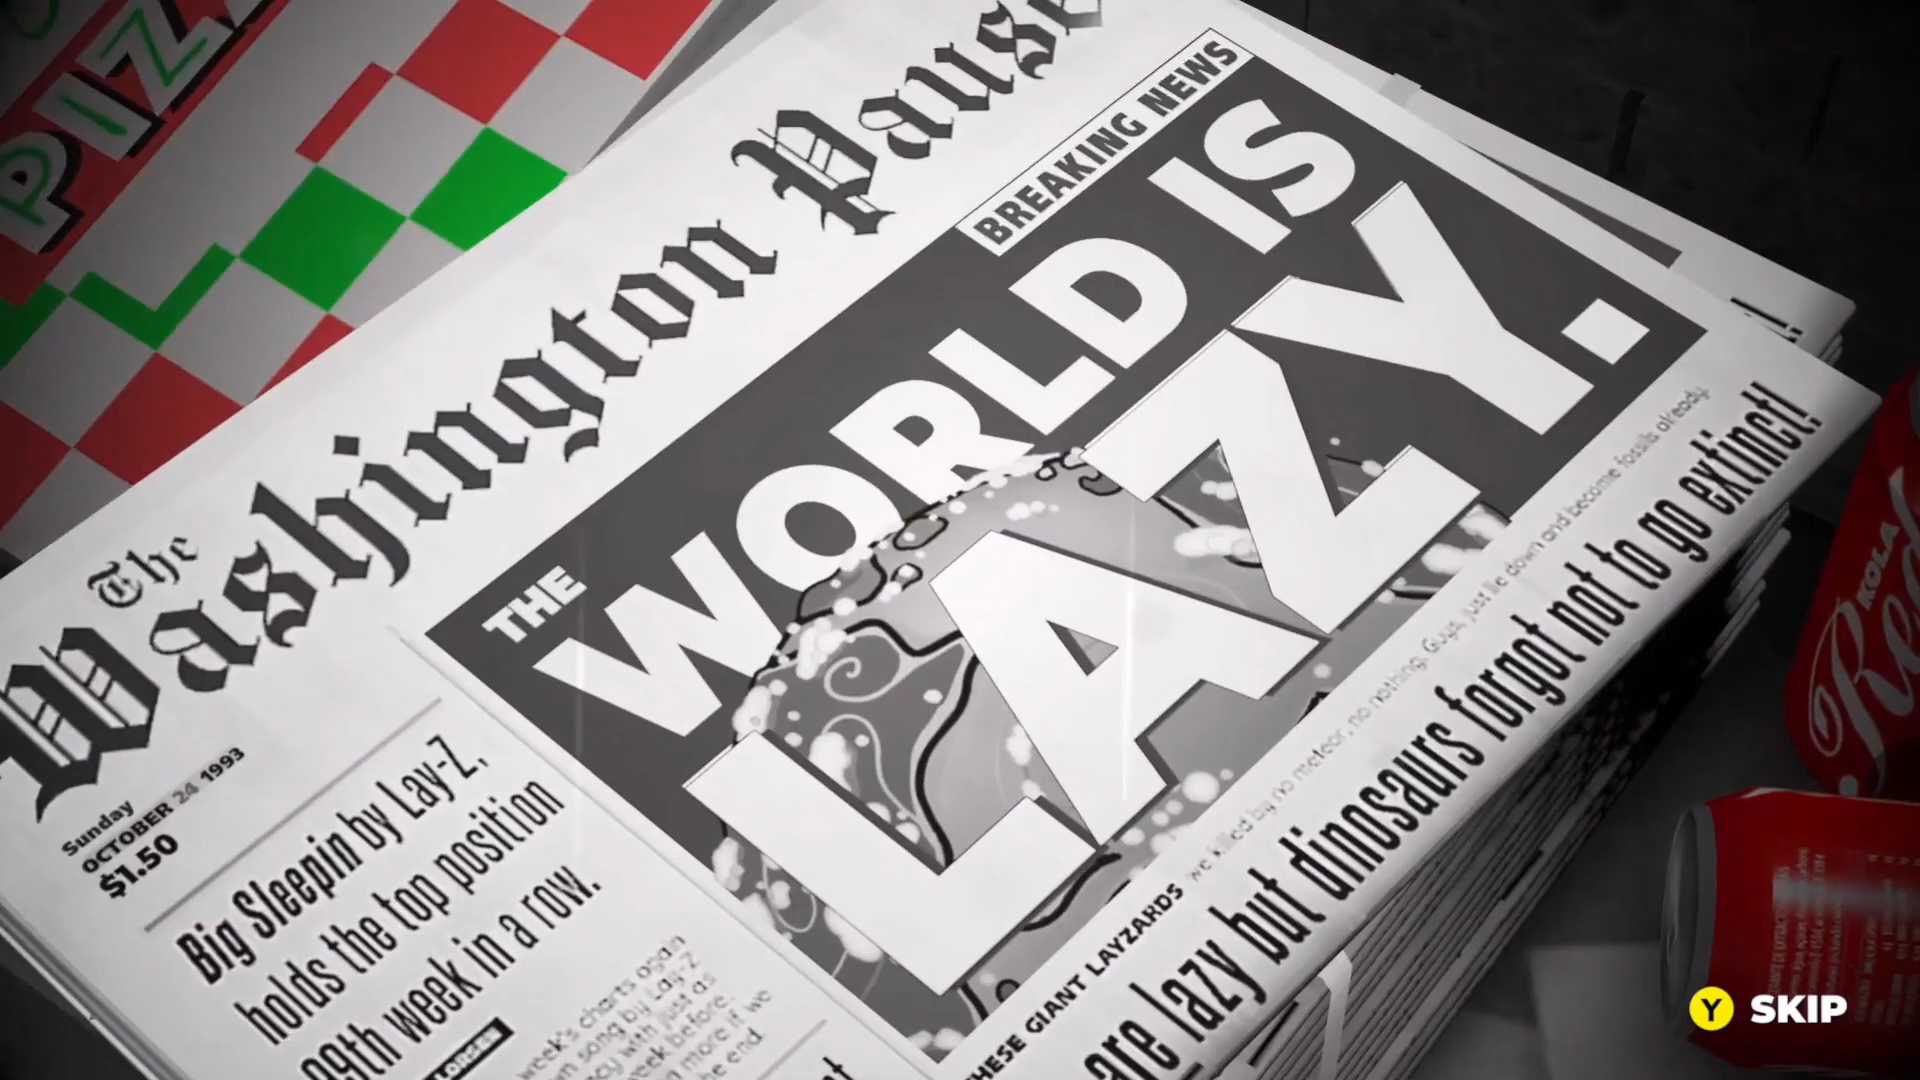 PIZ
The
Washington Pause
Sunday
OCTOBER 24 1993
$1.50
BREAKING NEWS
THE
WORLD IS
LAZY.
Big Sleepin by Lay-Z,
holds the top position
99th week in a row.
week's charts again
song by Lay-Z
with just as
week before.
more if we
the end.
THESE GIANT LAYZARDS we killed by no meteor, no nothing. Guys, just lie down and become fossils already.
are lazy but dinosaurs forgot not to go extinct!
KOLA
Red
Y SKIP